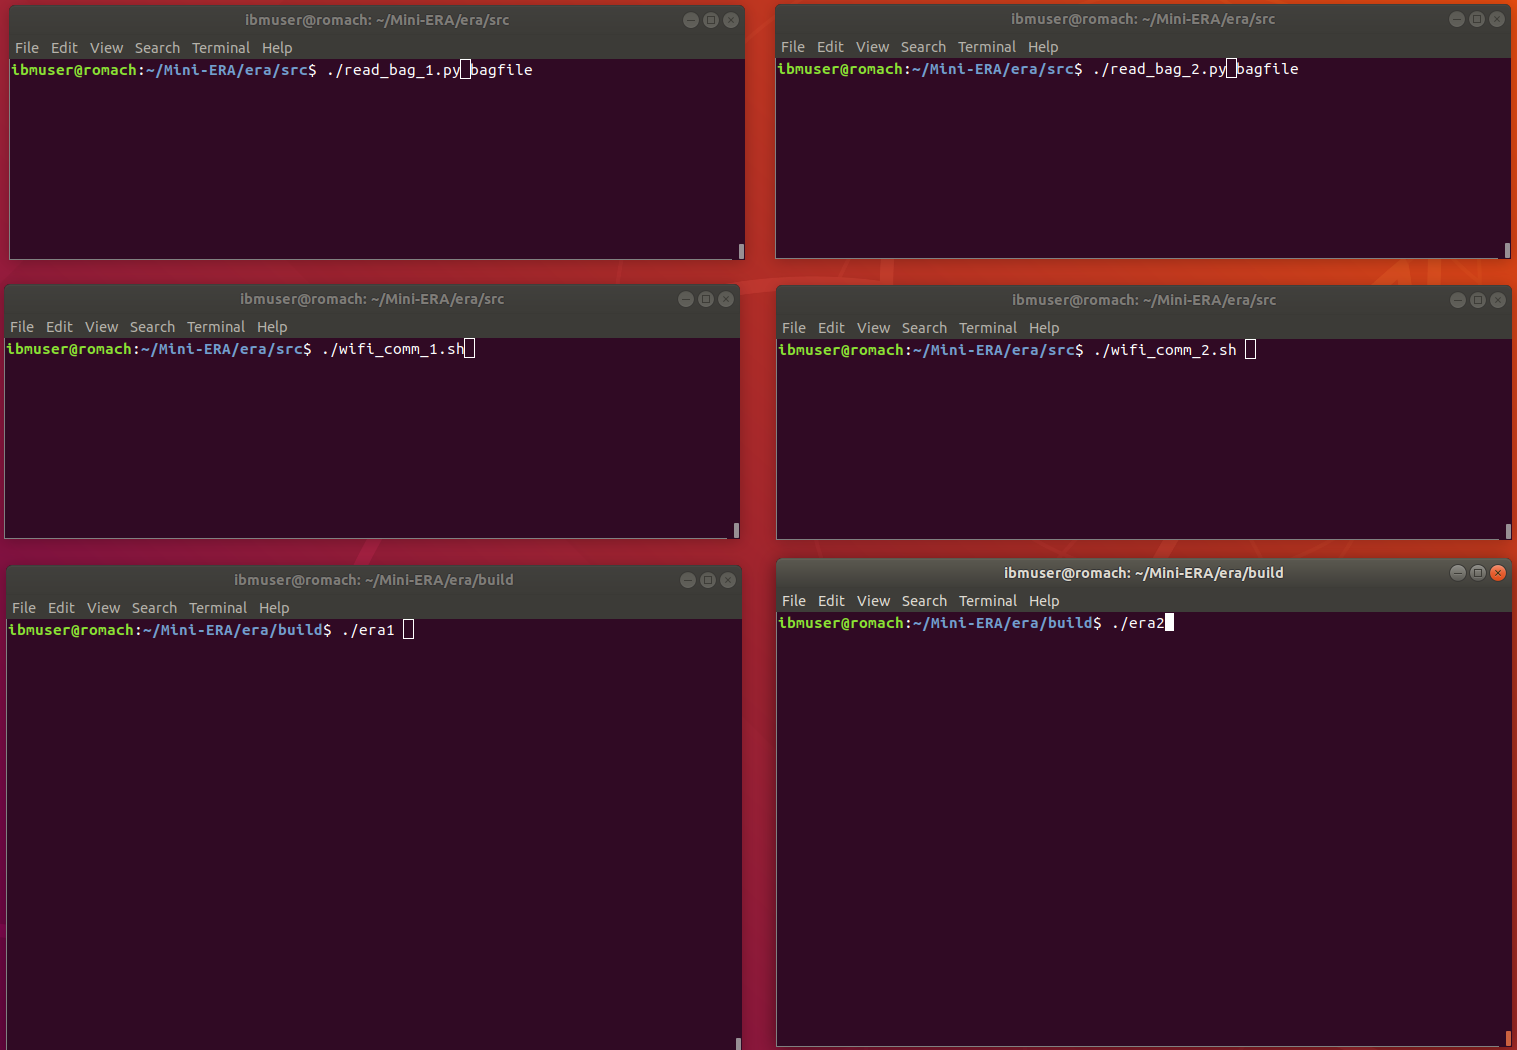 ibmuser@romach: ~/Mini-ERA/era/src
File Edit View Search Terminal Help
ibmuser@romach:~/Mini-ERA/era/src$ ./read_bag_1.py bagfile
ibmuser@romach: ~/Mini-ERA/era/src
File Edit View Search Terminal Help
ibmuser@romach:~/Mini-ERA/era/src$ ./read_bag_2.py bagfile
ibmuser@romach: ~/Mini-ERA/era/src
File Edit View Search Terminal Help
ibmuser@romach:~/Mini-ERA/era/src$ ./wifi_comm_1.sh
ibmuser@romach: ~/Mini-ERA/era/src
File Edit View Search Terminal Help
ibmuser@romach:~/Mini-ERA/era/src$ ./wifi_comm_2.sh
ibmuser@romach: ~/Mini-ERA/era/build
File Edit View Search Terminal Help
ibmuser@romach:~/Mini-ERA/era/build$ ./era1
ibmuser@romach: ~/Mini-ERA/era/build
File Edit View Search Terminal Help
ibmuser@romach:~/Mini-ERA/era/build$ ./era2